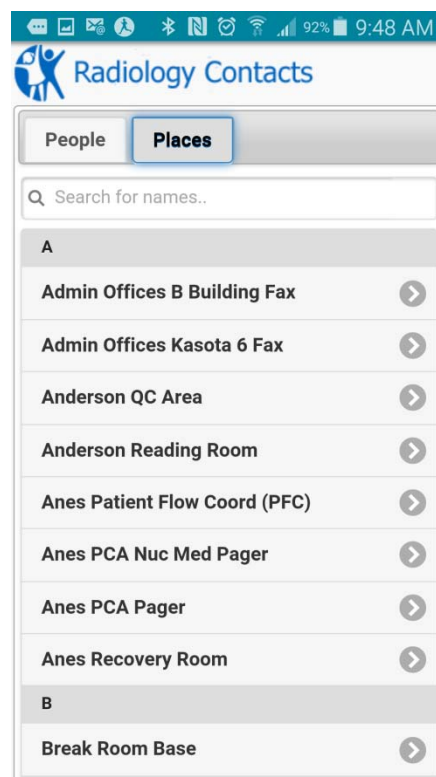 92% 9:48 AM
Radiology Contacts
People Places
Search for names..
A
Admin Offices B Building Fax
Admin Offices Kasota 6 Fax
Anderson QC Area
Anderson Reading Room
Anes Patient Flow Coord (PFC)
Anes PCA Nuc Med Pager
Anes PCA Pager
Anes Recovery Room
B
Break Room Base